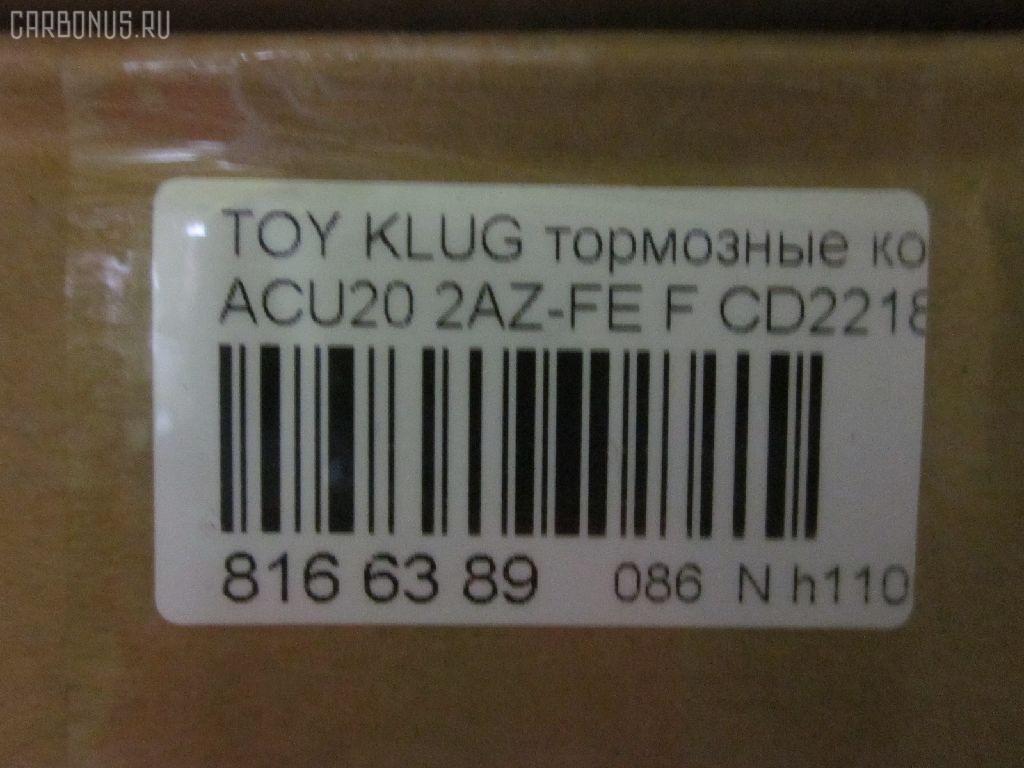 CARBONUS.RU
TOY KLUG тормозные ко
ACU20 2AZ-FE F CD2218
816 63 89 086 N h110